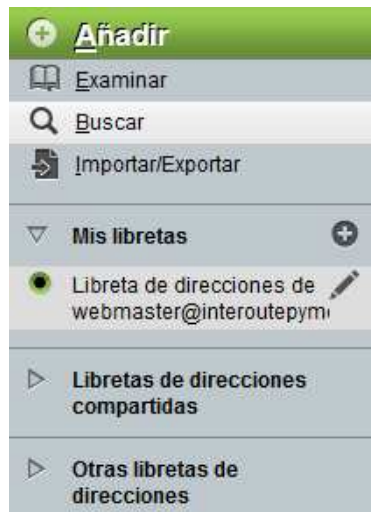 Añadir
Examinar
Buscar
Importar/Exportar
Mis libretas
Libreta de direcciones de
webmaster@interoutepyme
Libretas de direcciones
compartidas
Otras libretas de
direcciones